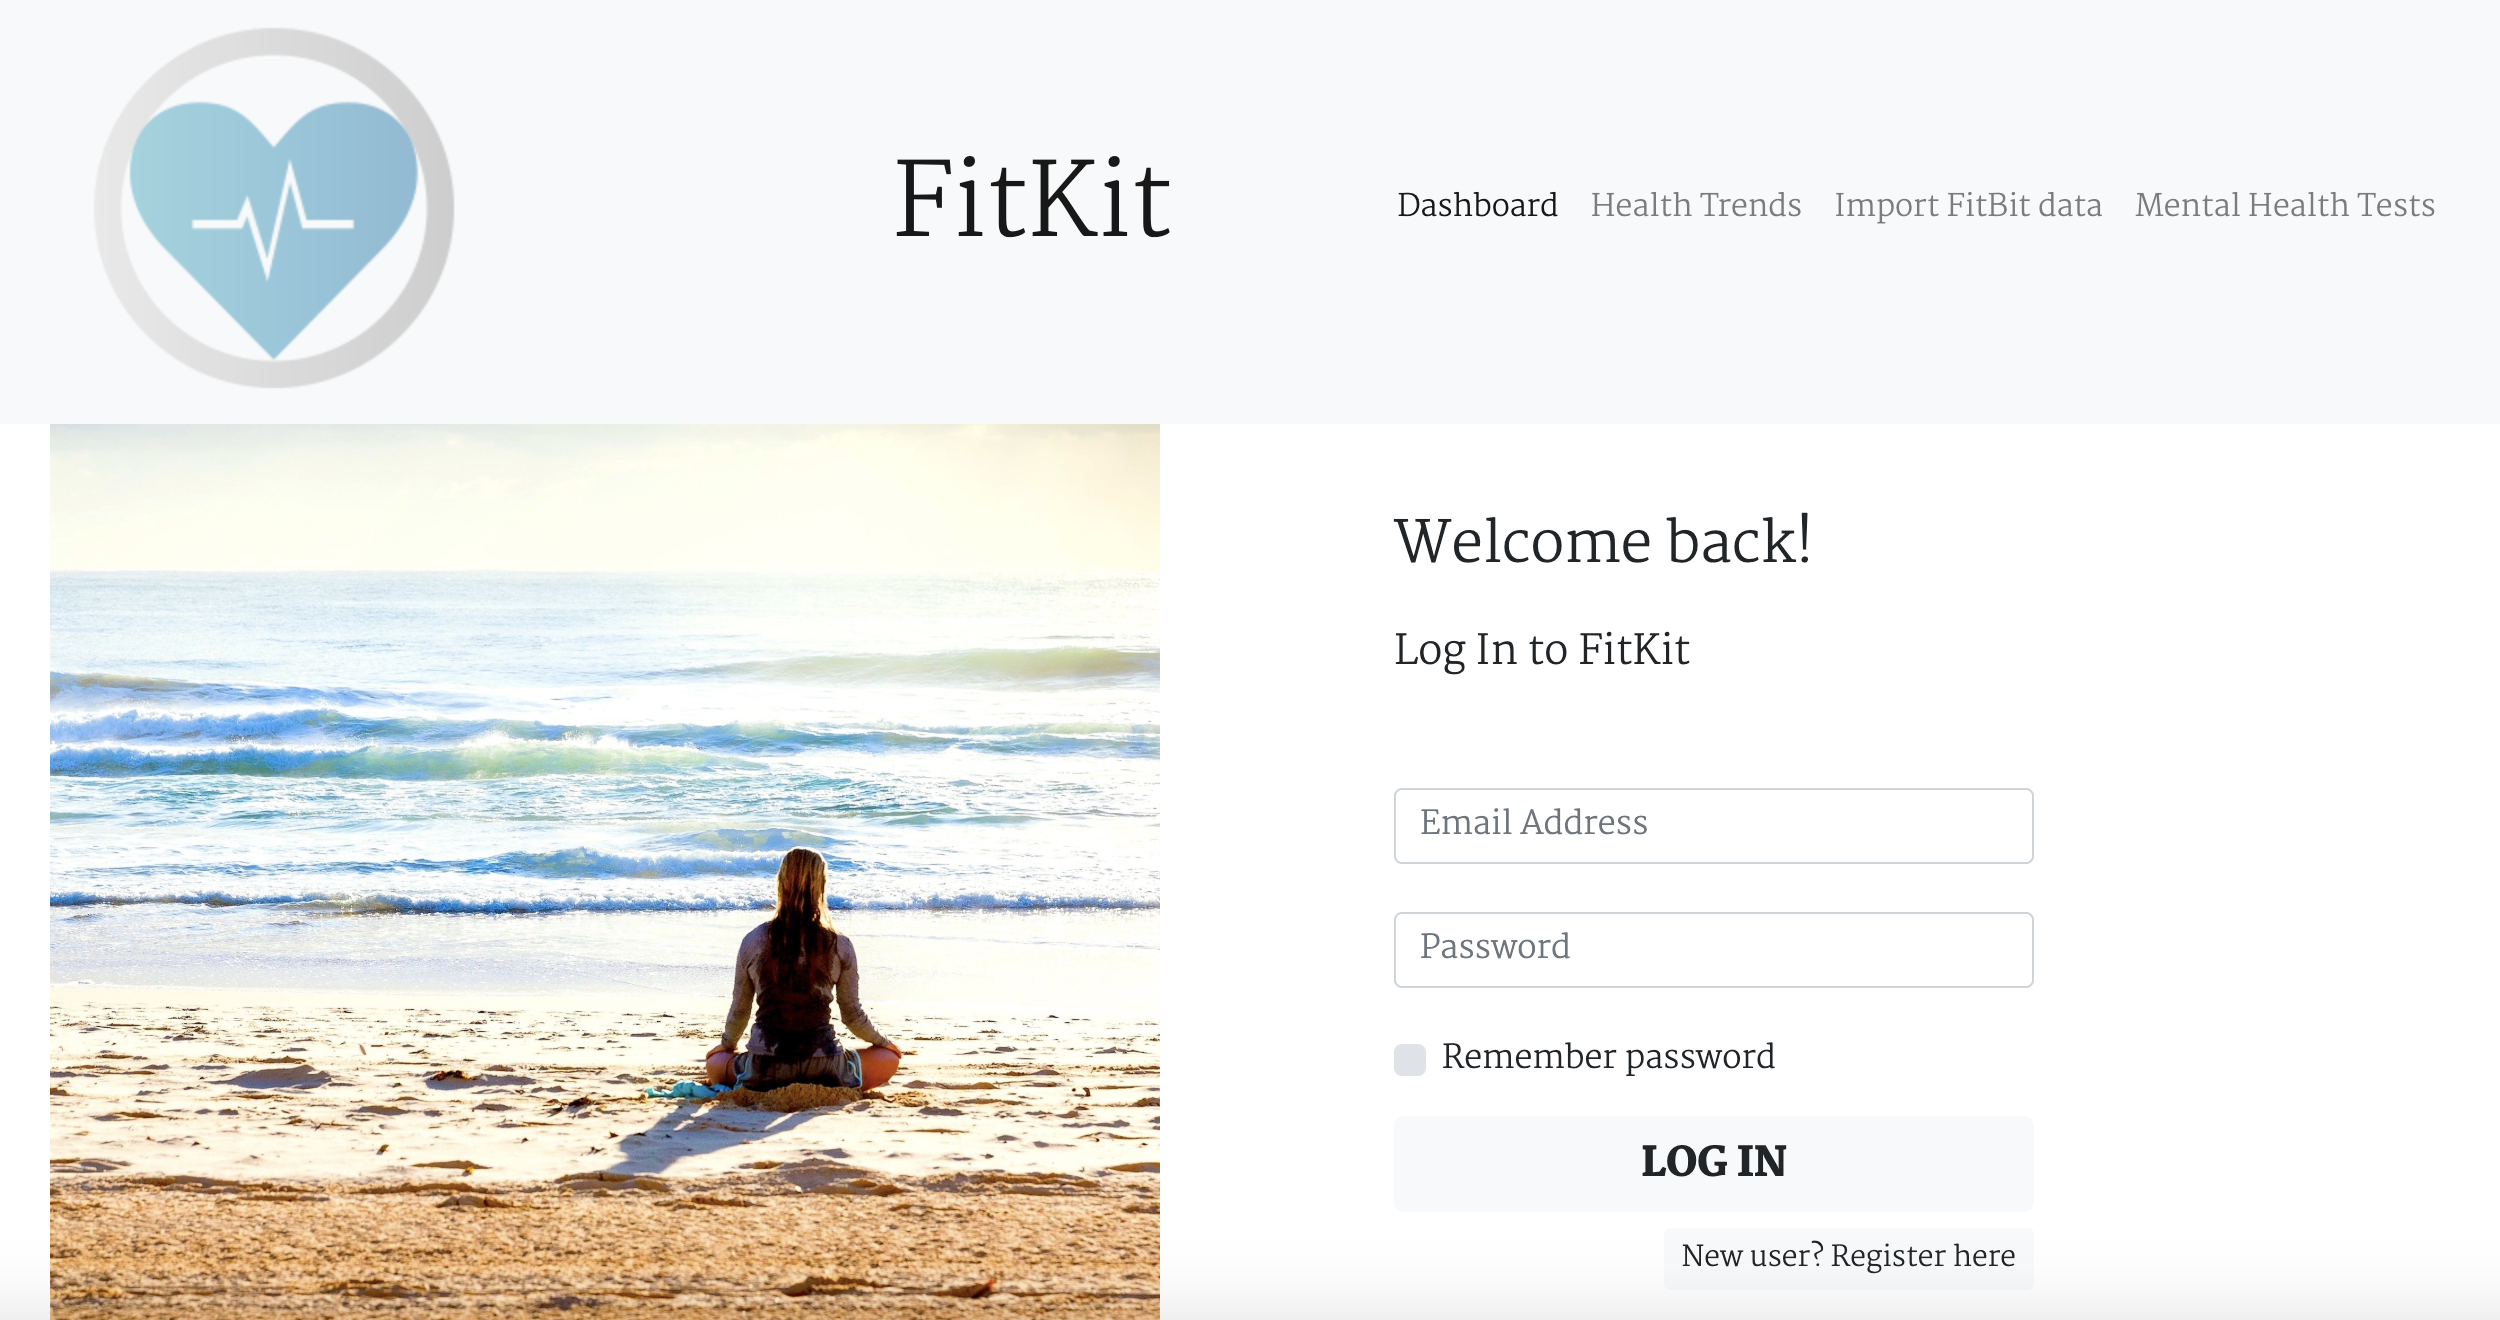 FitKit
Dashboard Health Trends Import FitBit data Mental Health Tests
Welcome back!
Log In to FitKit
Email Address
Password
Remember password
LOG IN
New user? Register here